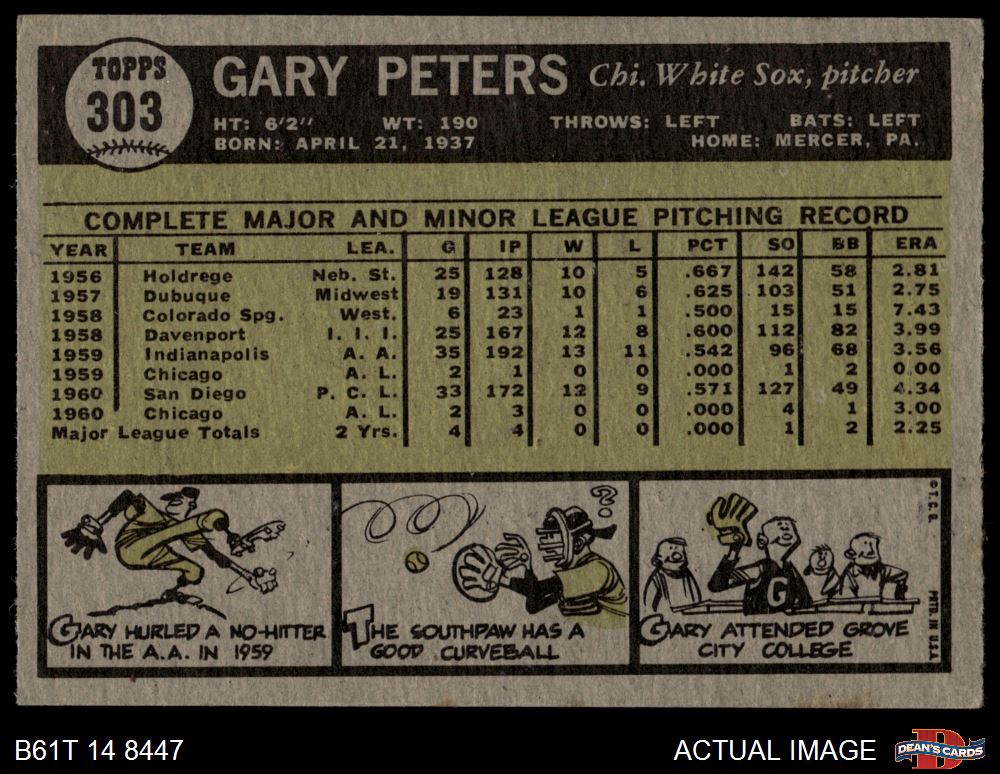 TOPPS
303
GARY PETERS Chi. White Sox, pitcher
HT: 6'2" WT: 190 THROWS: LEFT BATS: LEFT
BORN: APRIL 21, 1937 HOME: MERCER, PA.
COMPLETE MAJOR AND MINOR LEAGUE PITCHING RECORD
YEAR TEAM LEA. G IP W L PCT SO BB ERA
1956 Holdrege Neb. St. 25 128 10 5 .667 142 58 2.81
1957 Dubuque Midwest 19 131 10 6 .625 103 51 2.75
1958 Colorado Spg. West. 6 23 1 1 .500 15 15 7.43
1958 Davenport I. I. I. 25 167 12 8 .600 112 82 3.99
1959 Indianapolis A. A. 35 192 13 11 .542 96 68 3.56
1959 Chicago A. L. 2 1 0 0 .000 1 2 0.00
1960 San Diego P. C. L. 33 172 12 9 .571 127 49 4.34
1960 Chicago A. L. 2 3 0 0 .000 4 1 3.00
Major League Totals 2 Yrs. 4 4 0 0 .000 1 2 2.25
GARY HURLED A NO-HITTER
IN THE A.A. IN 1959
?
THE SOUTHPAW HAS A
GOOD CURVEBALL
G
GARY ATTENDED GROVE
CITY COLLEGE
© T. C. G.
PRTD. IN U.S.A.
B61T 14 8447 ACTUAL IMAGE
D
DEAN'S CARDS